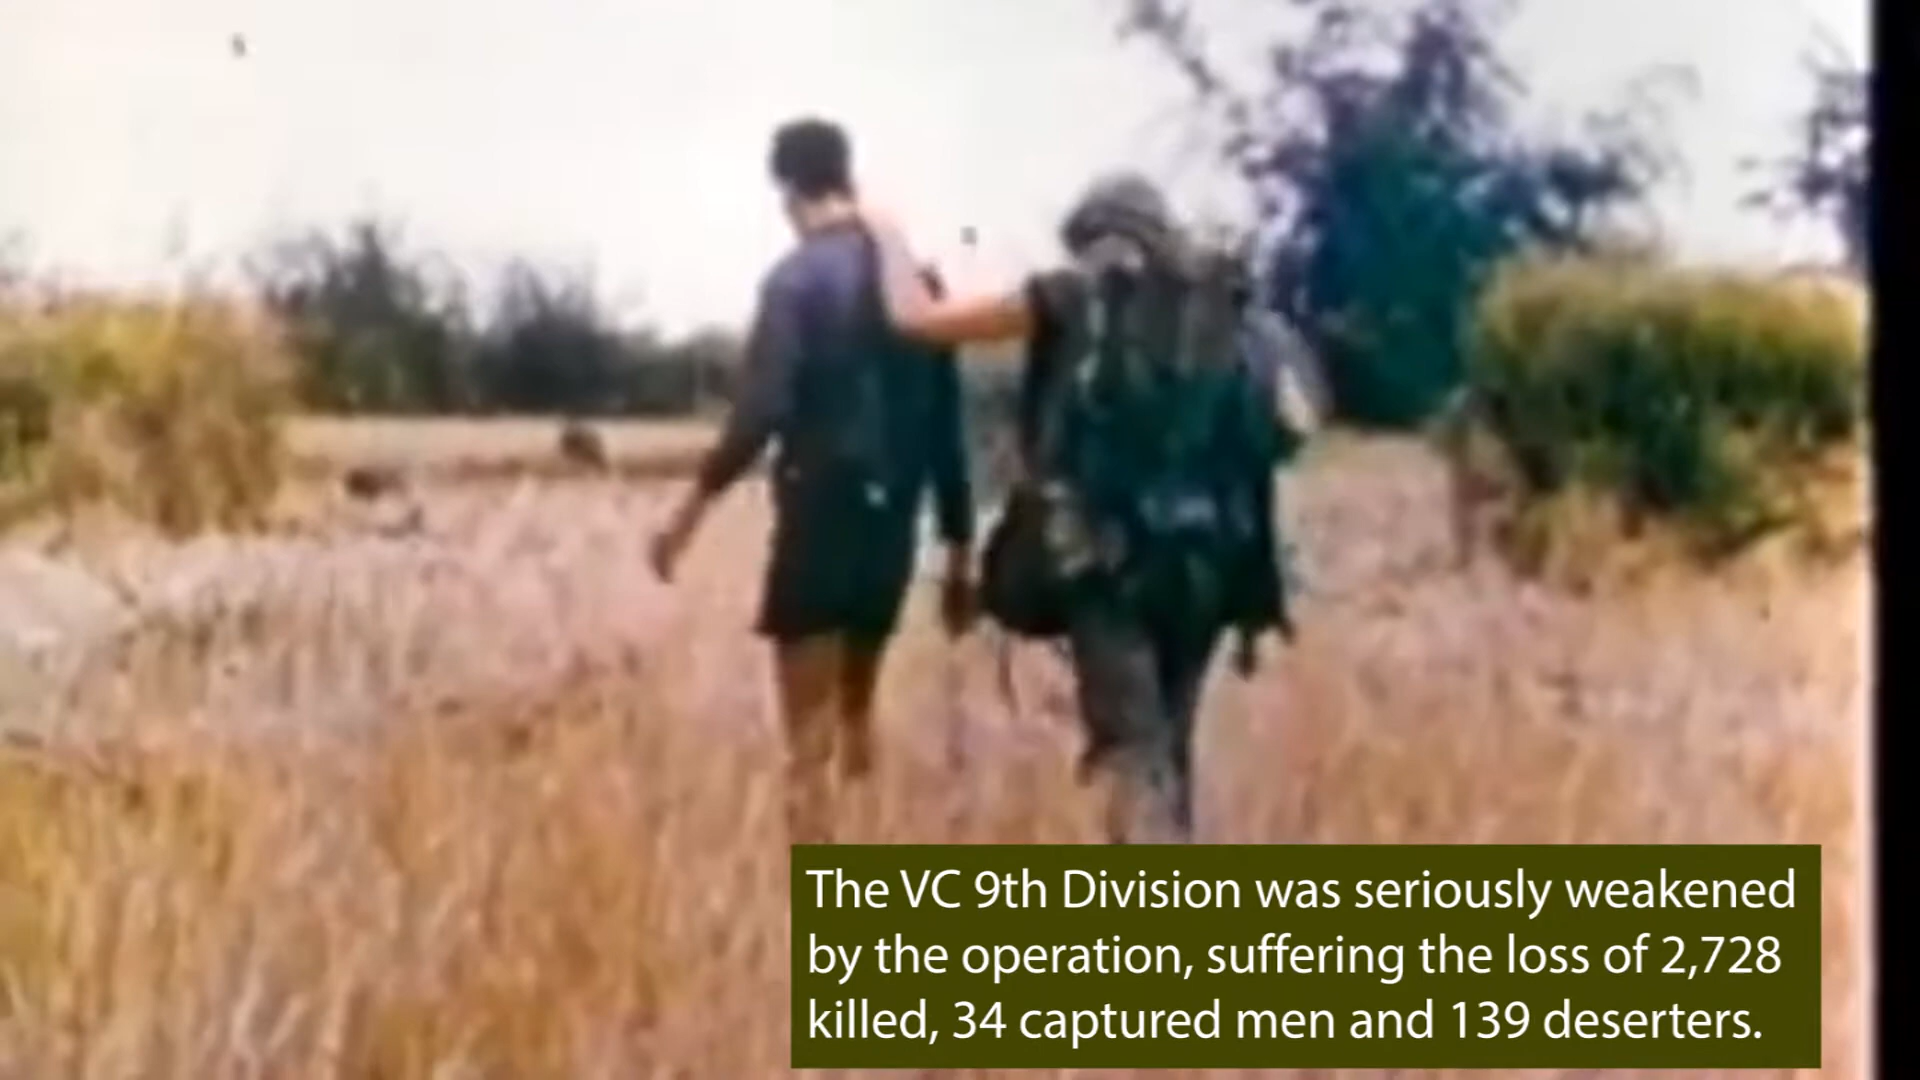 The VC 9th Division was seriously weakened
by the operation, suffering the loss of 2,728
killed, 34 captured men and 139 deserters.